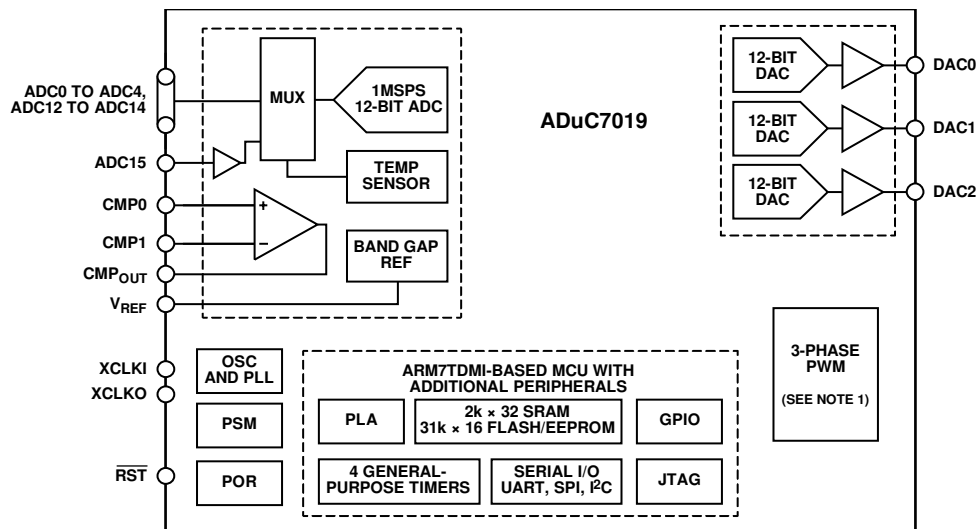 ADC0 TO ADC4,
ADC12 TO ADC14
ADC15
CMP0
CMP1
CMPOUT
VREF
XCLKI
XCLKO
RST
MUX
1MSPS
12-BIT ADC
TEMP
SENSOR
+
−
BAND GAP
REF
ADuC7019
12-BIT
DAC
DAC0
12-BIT
DAC
DAC1
12-BIT
DAC
DAC2
OSC
AND PLL
PSM
POR
ARM7TDMI-BASED MCU WITH
ADDITIONAL PERIPHERALS
PLA
2k × 32 SRAM
31k × 16 FLASH/EEPROM
GPIO
4 GENERAL-
PURPOSE TIMERS
SERIAL I/O
UART, SPI, I2C
JTAG
3-PHASE
PWM
(SEE NOTE 1)